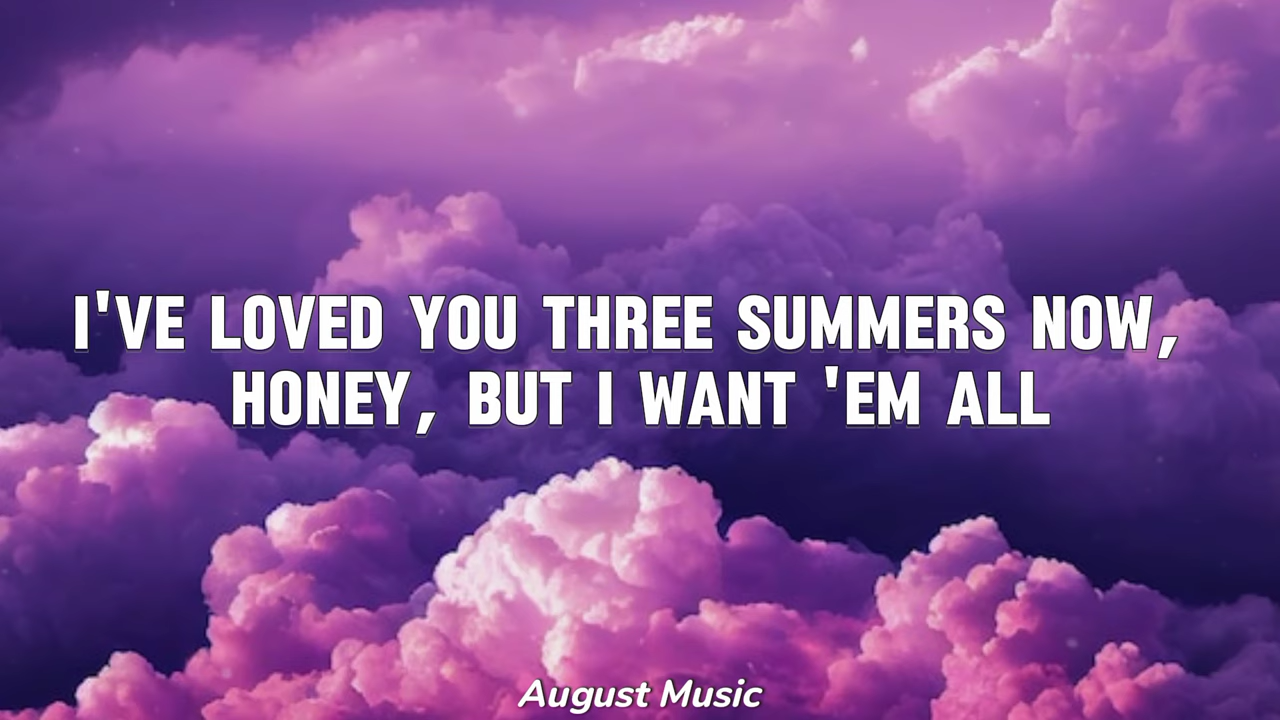 I'VE LOVED YOU THREE SUMMERS NOW,
HONEY, BUT I WANT 'EM ALL
August Music